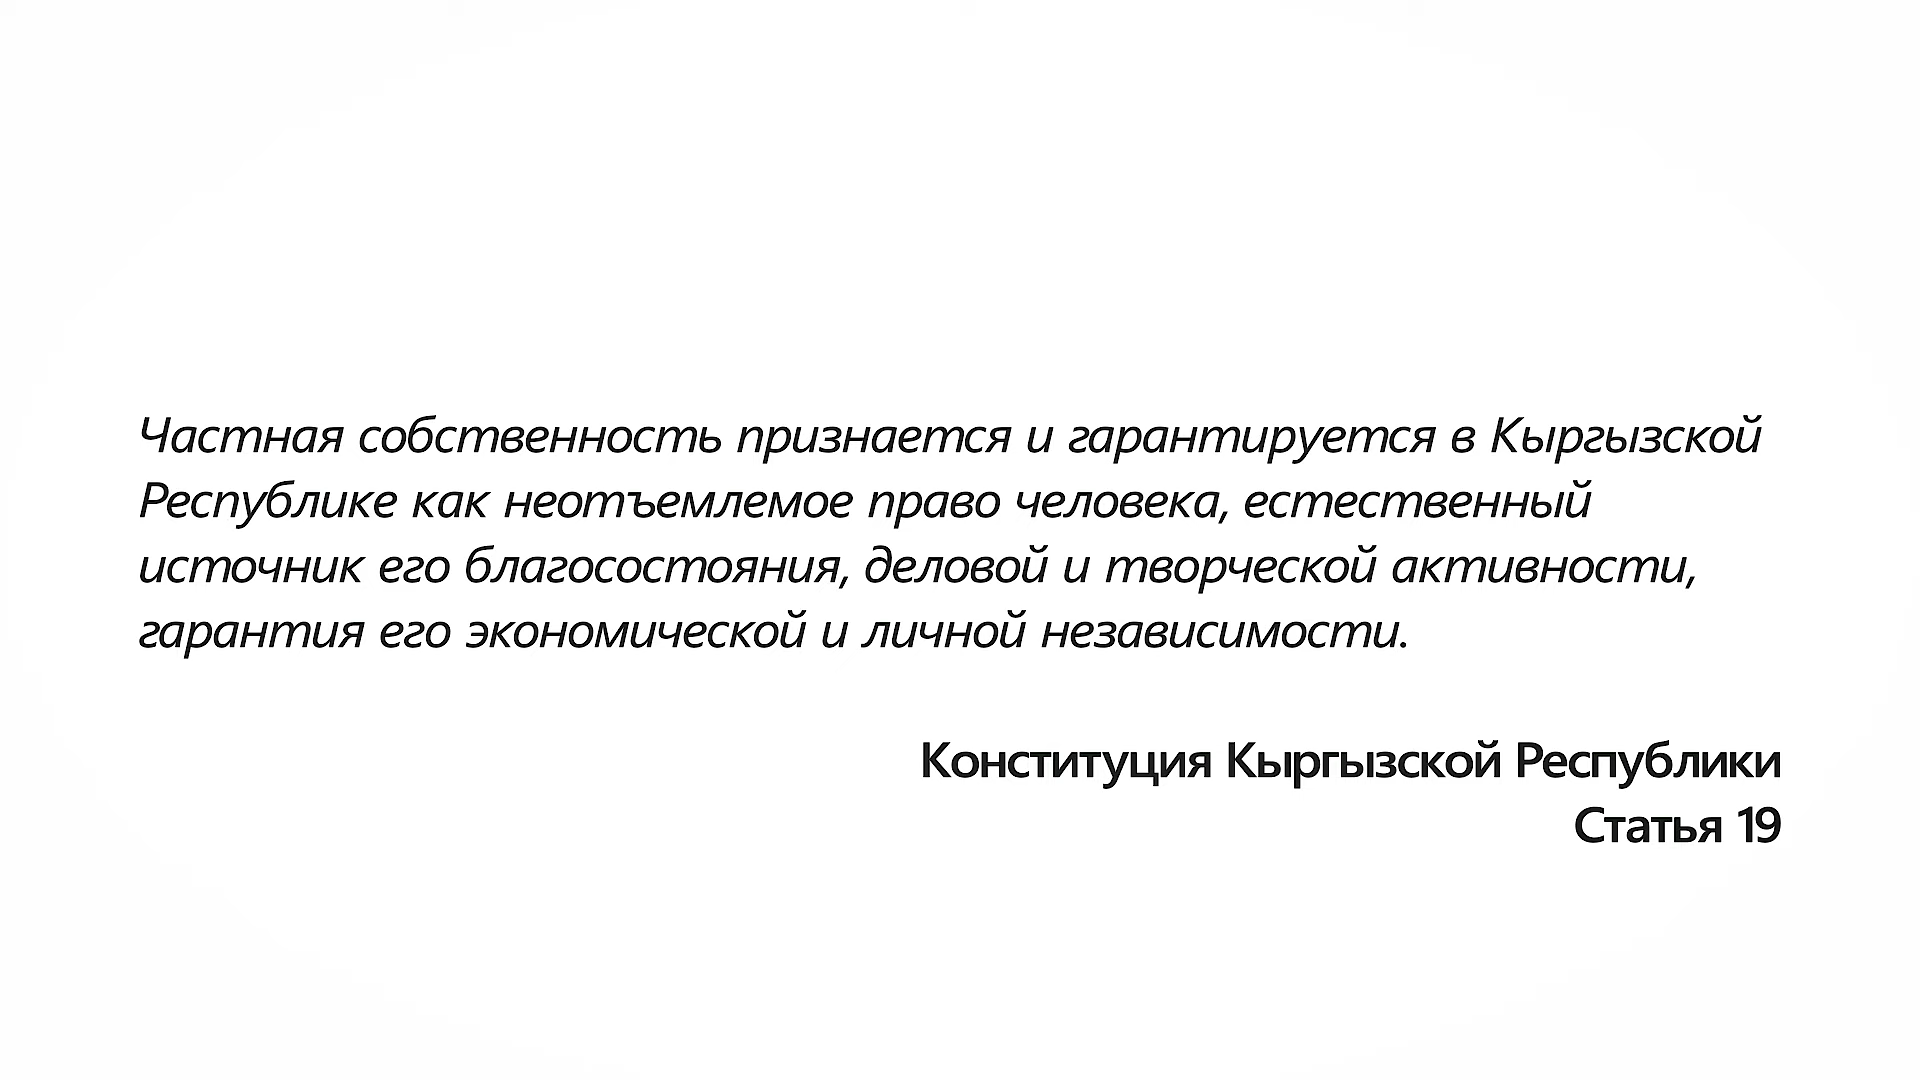 Частная собственность признается и гарантируется в Кыргызской
Республике как неотъемлемое право человека, естественный
источник его благосостояния, деловой и творческой активности,
гарантия его экономической и личной независимости.
Конституция Кыргызской Республики
Статья 19